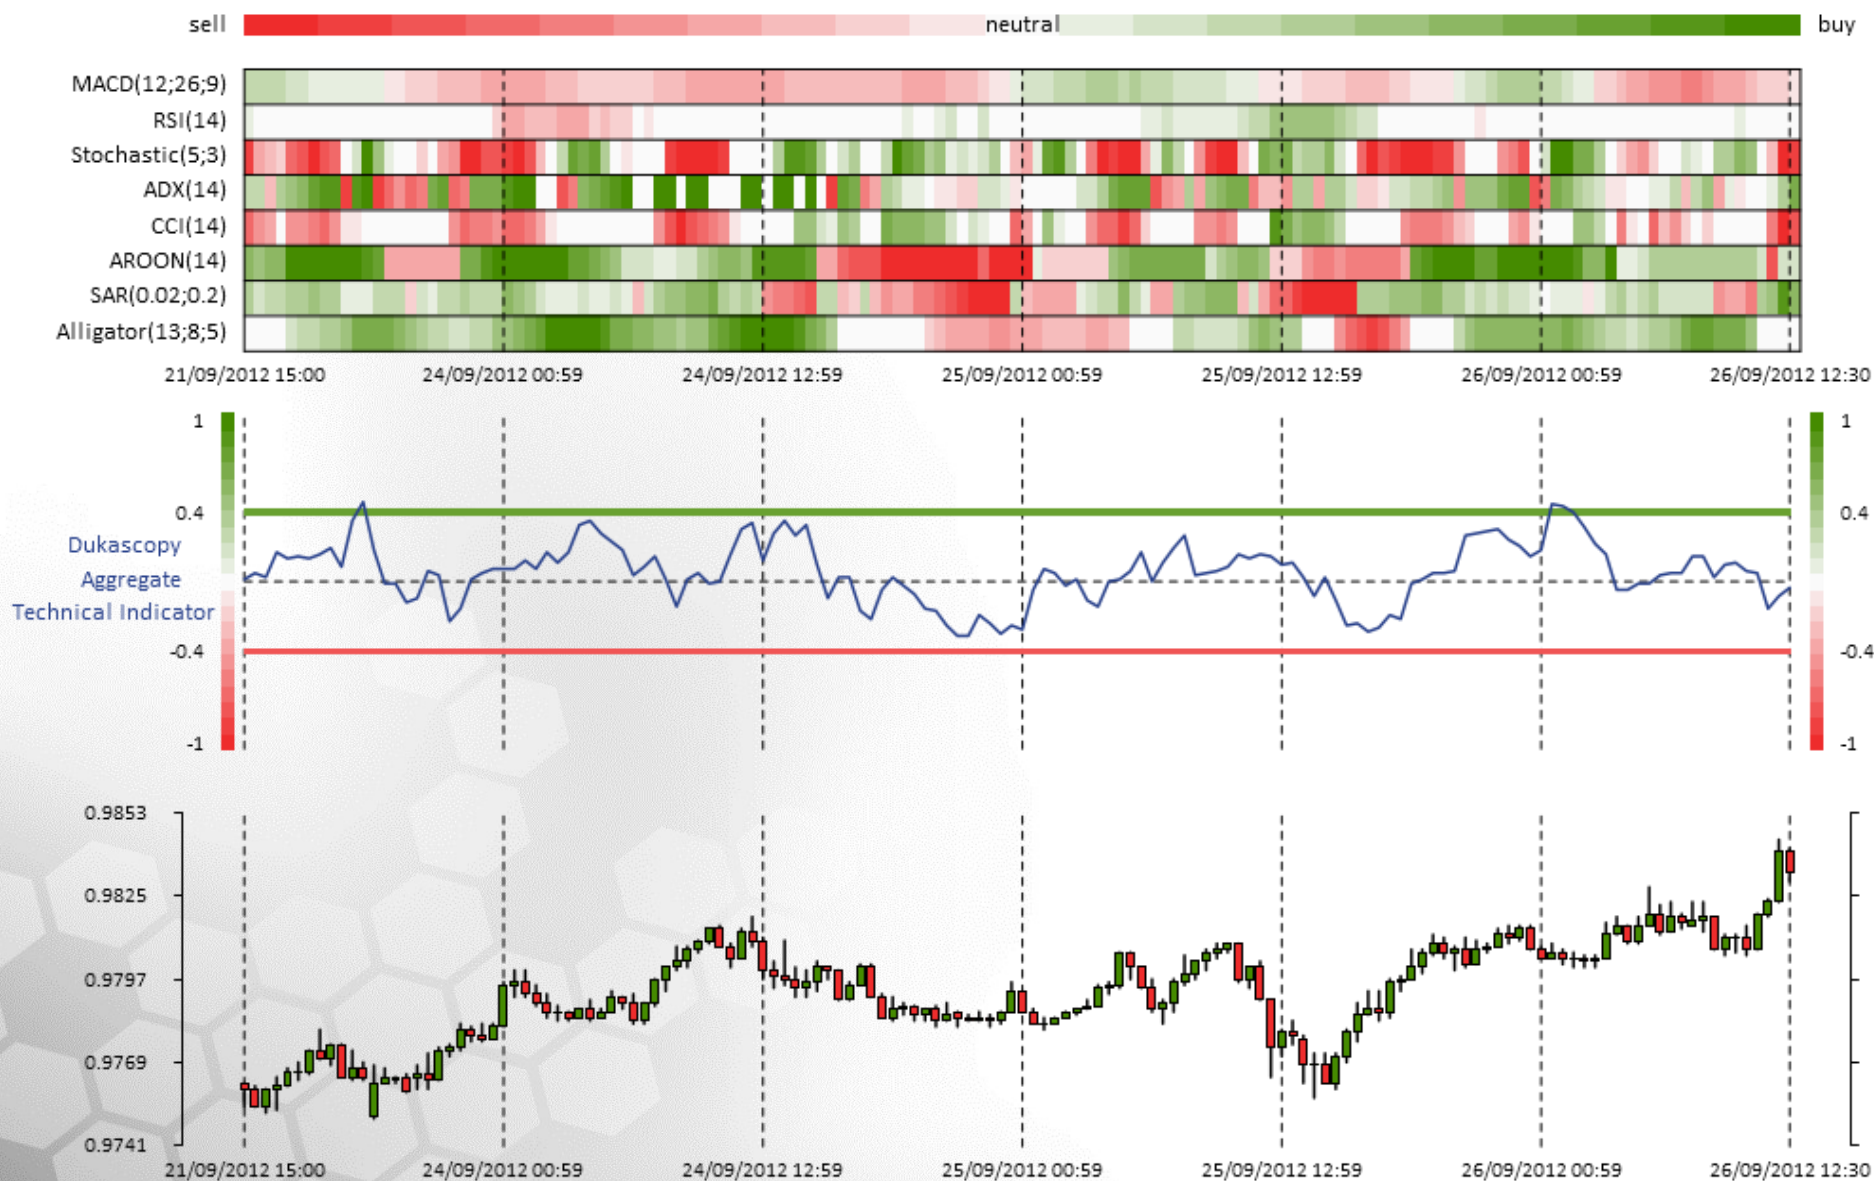 sell neutral buy
MACD(12;26;9)
RSI(14)
Stochastic(5;3)
ADX(14)
CCI(14)
AROON(14)
SAR(0.02;0.2)
Alligator(13;8;5)
21/09/2012 15:00 24/09/2012 00:59 24/09/2012 12:59 25/09/2012 00:59 25/09/2012 12:59 26/09/2012 00:59 26/09/2012 12:30
1 1
0.4 0.4
Dukascopy
Aggregate
Technical Indicator
-0.4 -0.4
-1 -1
0.9853
0.9825
0.9797
0.9769
0.9741
21/09/2012 15:00 24/09/2012 00:59 24/09/2012 12:59 25/09/2012 00:59 25/09/2012 12:59 26/09/2012 00:59 26/09/2012 12:30